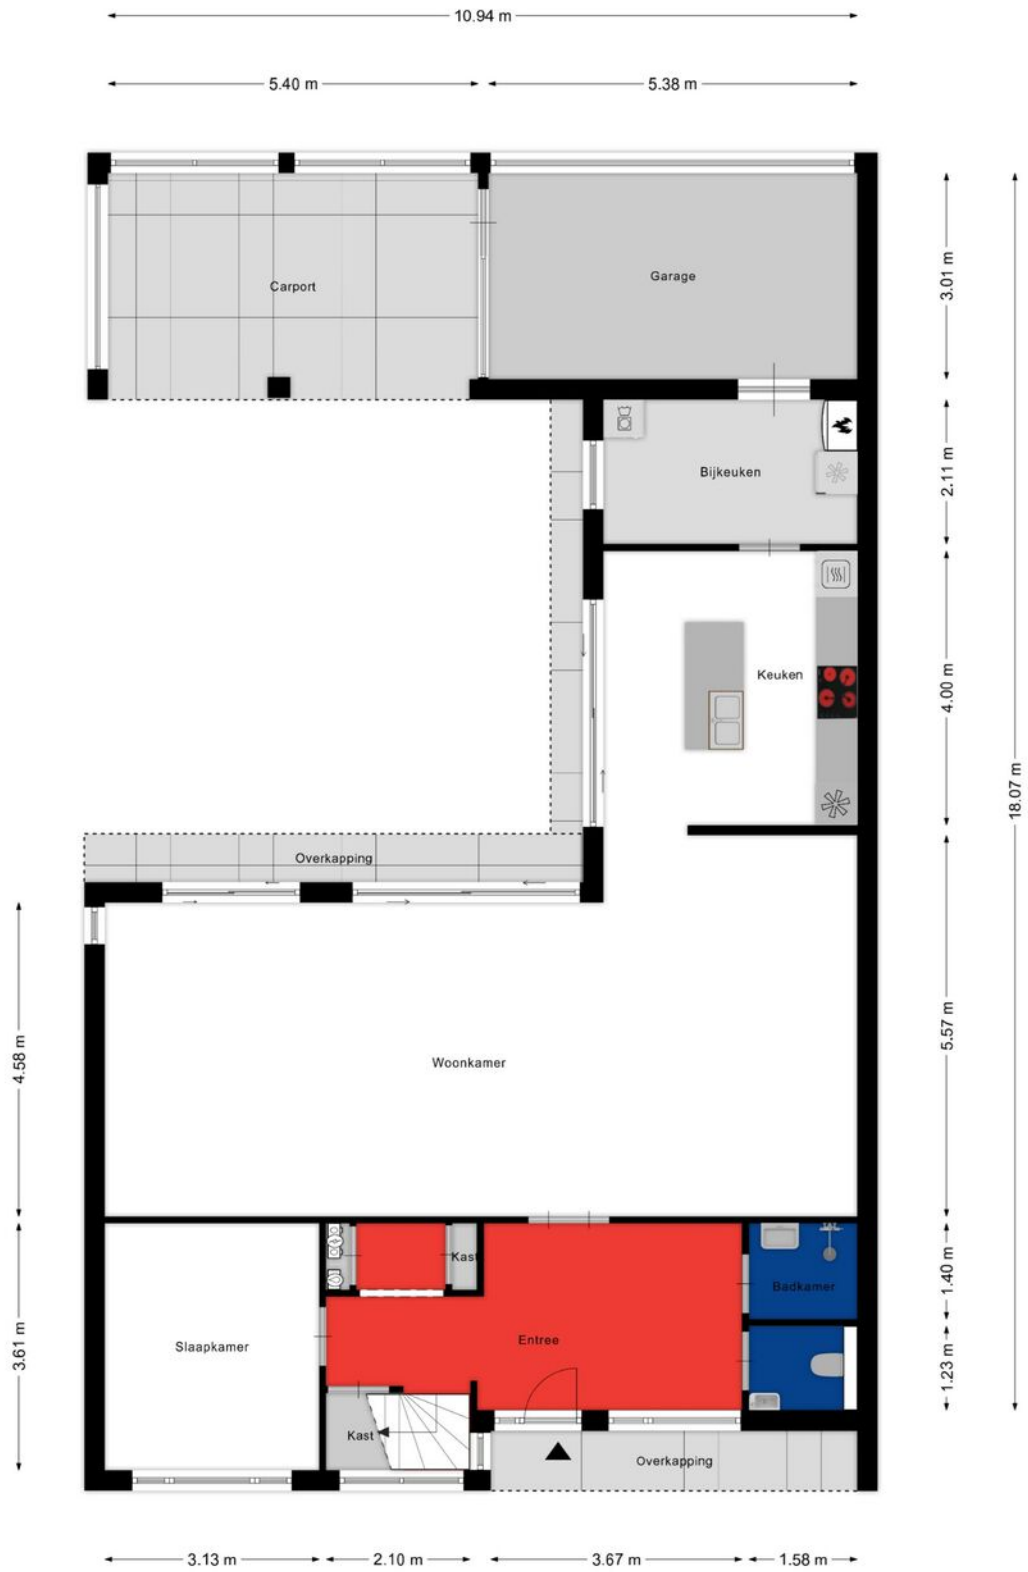 10.94 m
5.40 m
5.38 m
Carport
Garage
3.01 m
Bijkeuken
2.11 m
Keuken
4.00 m
18.07 m
Overkapping
Woonkamer
4.58 m
5.57 m
Kast
Badkamer
1.40 m
Slaapkamer
Entree
3.61 m
1.23 m
Kast
Overkapping
3.13 m
2.10 m
3.67 m
1.58 m